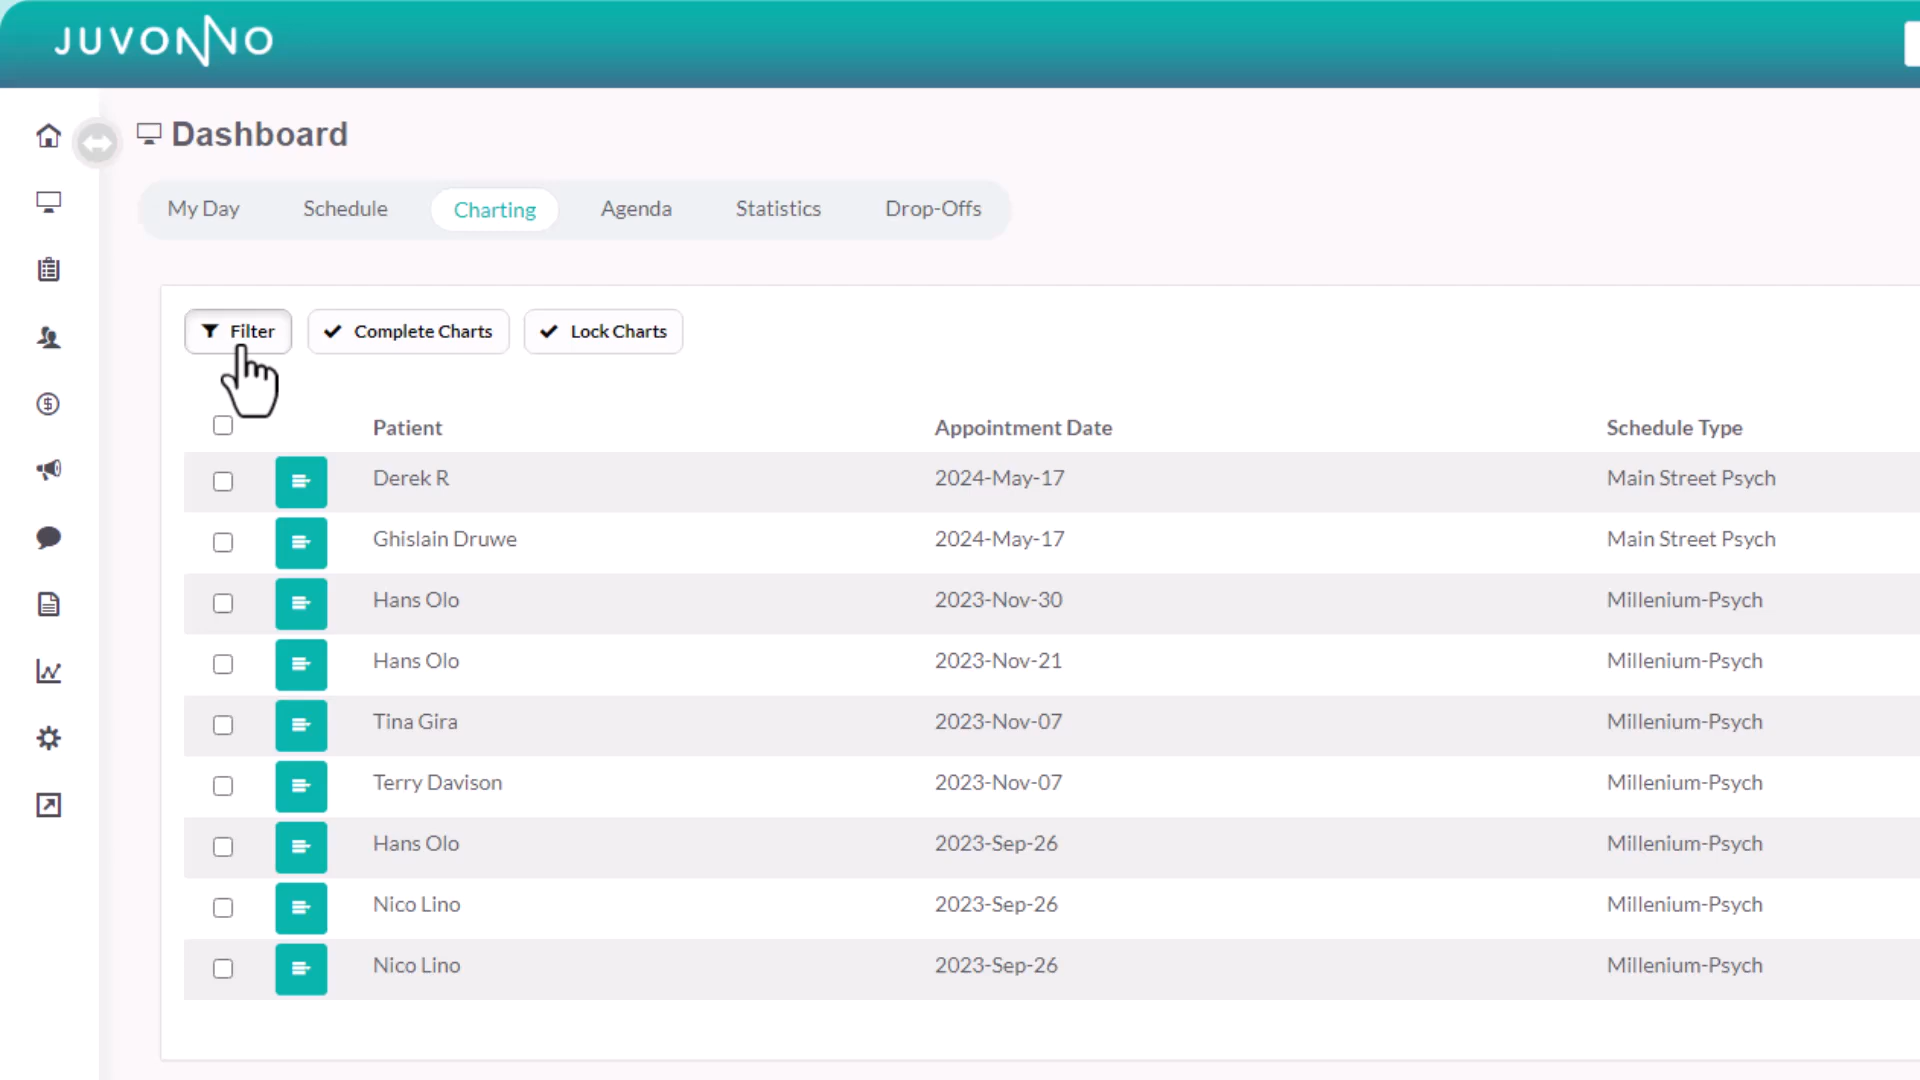 JUVONNO
Dashboard
My Day Schedule Charting Agenda Statistics Drop-Offs
Filter Complete Charts Lock Charts
Patient Appointment Date Schedule Type
Derek R 2024-May-17 Main Street Psych
Ghislain Druwe 2024-May-17 Main Street Psych
Hans Olo 2023-Nov-30 Millenium-Psych
Hans Olo 2023-Nov-21 Millenium-Psych
Tina Gira 2023-Nov-07 Millenium-Psych
Terry Davison 2023-Nov-07 Millenium-Psych
Hans Olo 2023-Sep-26 Millenium-Psych
Nico Lino 2023-Sep-26 Millenium-Psych
Nico Lino 2023-Sep-26 Millenium-Psych